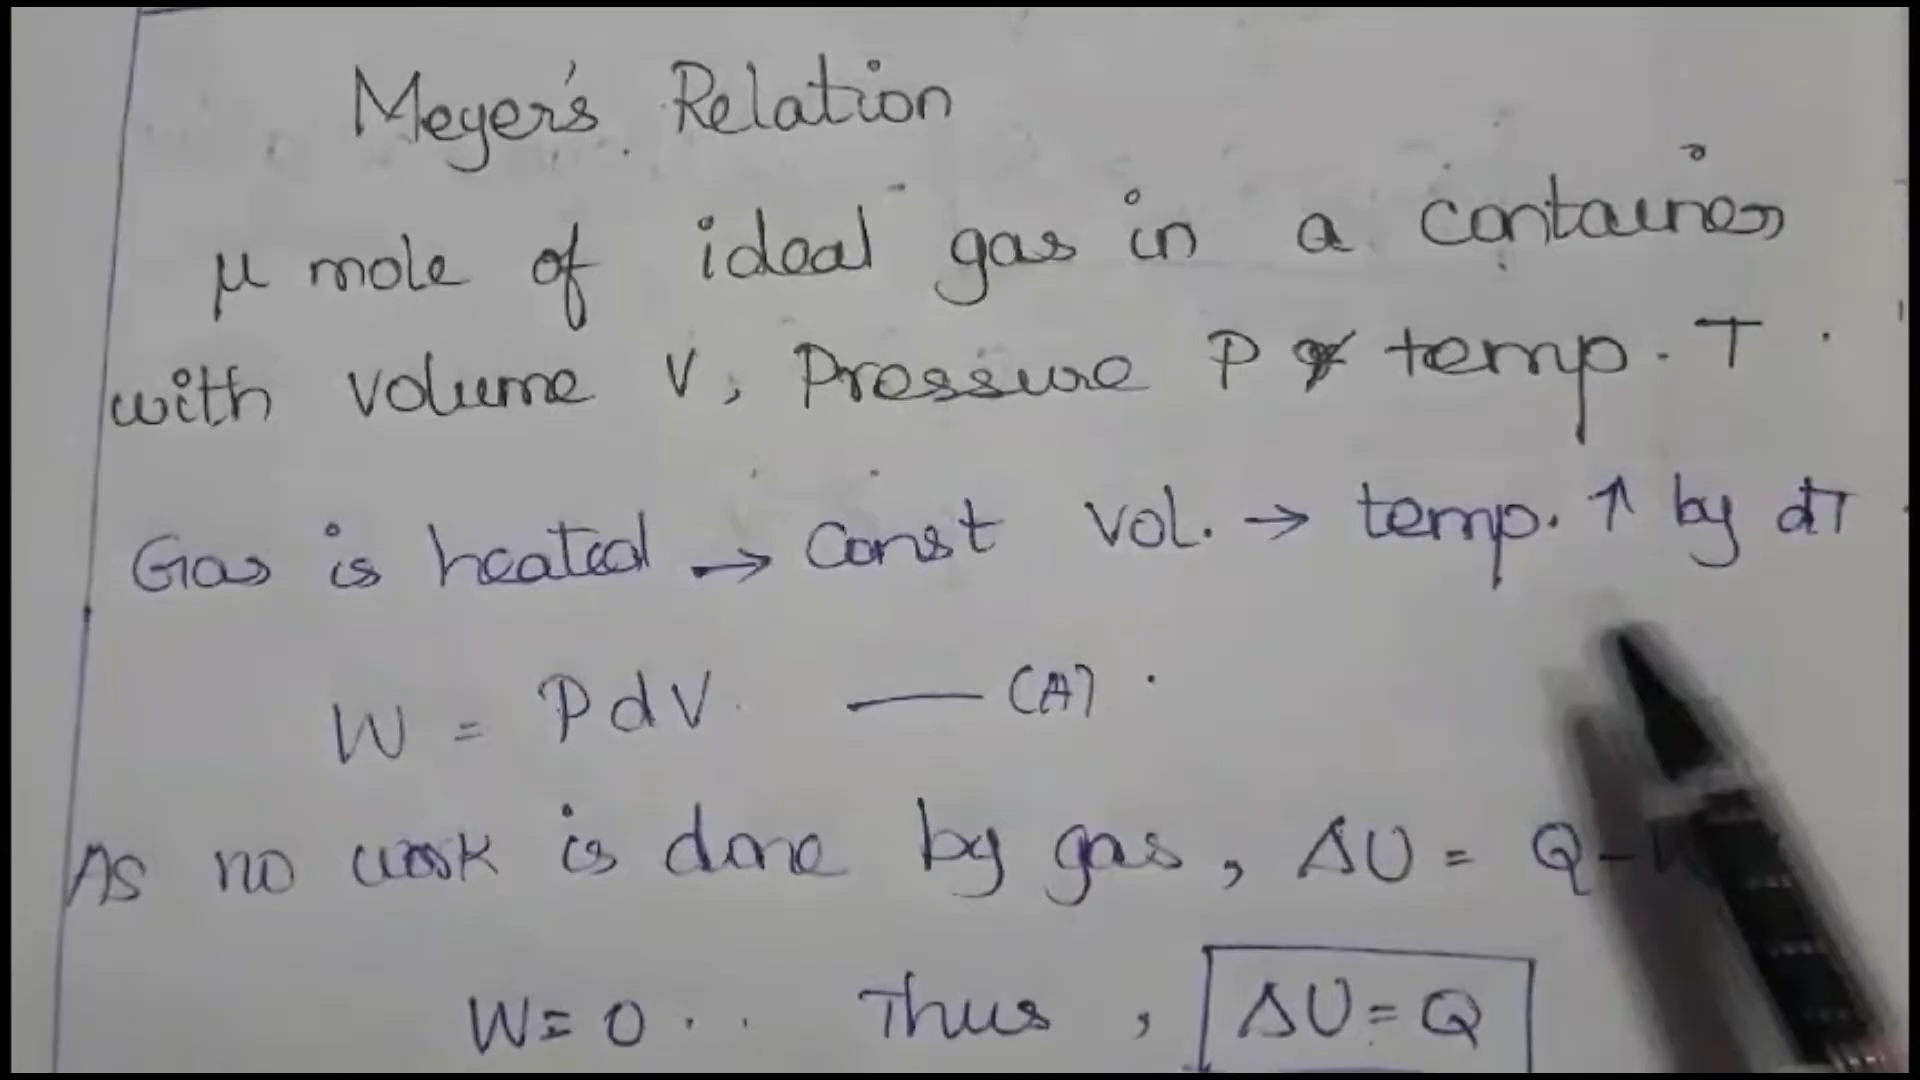 Meyer's Relation
μ mole of ideal gas in a container
with volume V, Pressure P & temp. T.
Gas is heated → Const Vol. → temp. ↑ by dT
W = PdV — (A).
As no work is done by gas, ΔU = Q -
W = 0 . . Thus, ΔU = Q